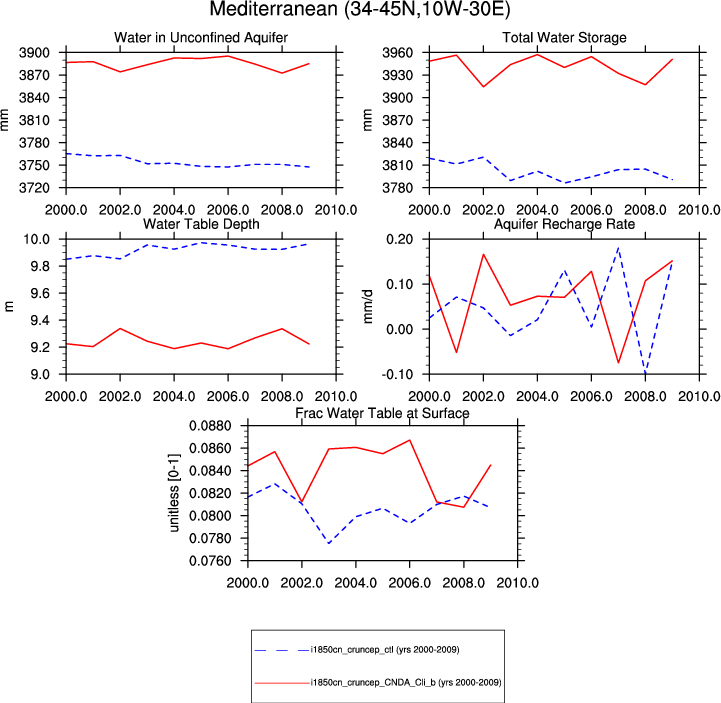 Mediterranean (34-45N,10W-30E)
Water in Unconfined Aquifer
3900
3870
3840
3810
3780
3750
3720
mm
2000.0 2002.0 2004.0 2006.0 2008.0 2010.0
Total Water Storage
3960
3930
3900
3870
3840
3810
3780
mm
2000.0 2002.0 2004.0 2006.0 2008.0 2010.0
Water Table Depth
10.0
9.8
9.6
9.4
9.2
9.0
m
2000.0 2002.0 2004.0 2006.0 2008.0 2010.0
Aquifer Recharge Rate
0.20
0.10
0.00
-0.10
mm/d
2000.0 2002.0 2004.0 2006.0 2008.0 2010.0
Frac Water Table at Surface
0.0880
0.0860
0.0840
0.0820
0.0800
0.0780
0.0760
unitless [0-1]
2000.0 2002.0 2004.0 2006.0 2008.0 2010.0
i1850cn_cruncep_ctl (yrs 2000-2009)
i1850cn_cruncep_CNDA_Cli_b (yrs 2000-2009)